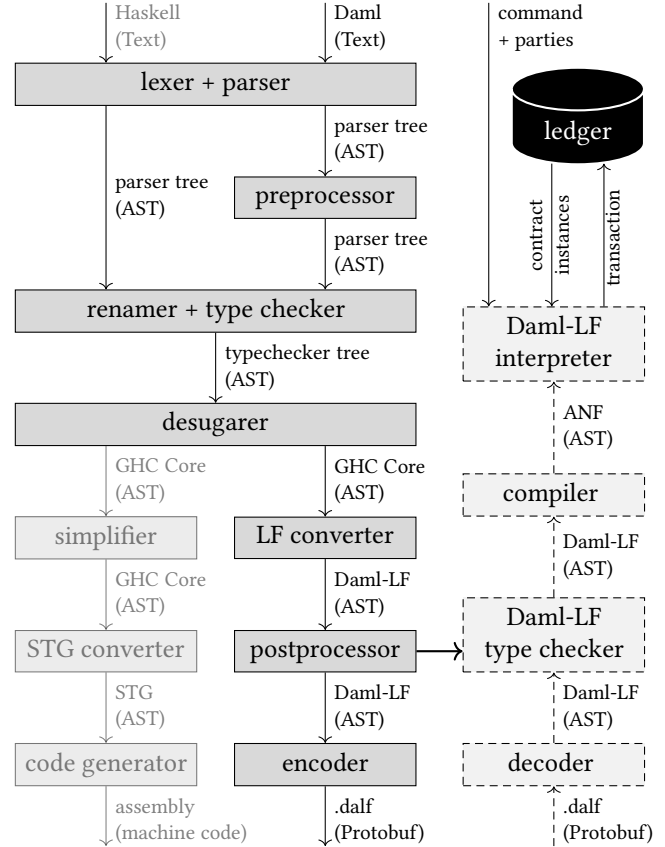 Haskell
(Text)
Daml
(Text)
command
+ parties
lexer + parser
ledger
parser tree
(AST)
parser tree
(AST)
preprocessor
parser tree
(AST)
contract
instances
transaction
renamer + type checker
Daml-LF
interpreter
typechecker tree
(AST)
desugarer
ANF
(AST)
GHC Core
(AST)
GHC Core
(AST)
compiler
simplifier
LF converter
Daml-LF
(AST)
GHC Core
(AST)
Daml-LF
(AST)
Daml-LF
type checker
STG converter
postprocessor
STG
(AST)
Daml-LF
(AST)
Daml-LF
(AST)
code generator
encoder
decoder
assembly
(machine code)
.dalf
(Protobuf)
.dalf
(Protobuf)